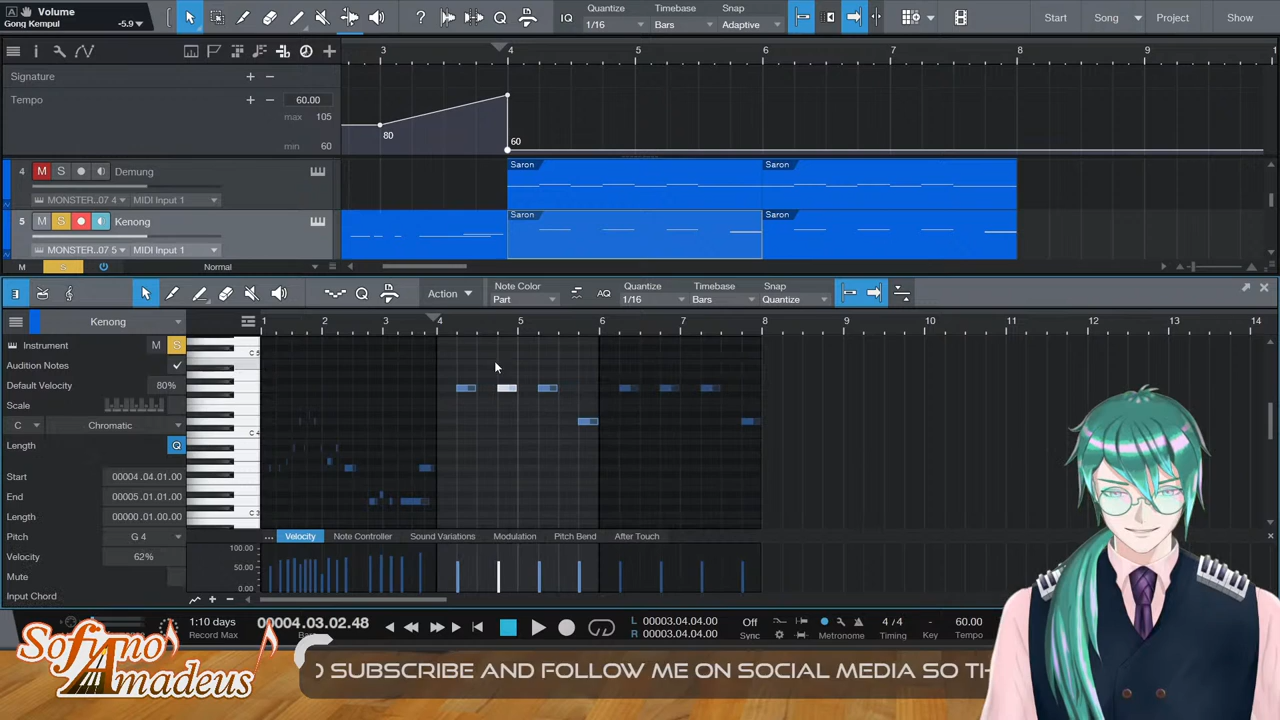 Volume
Gong Kempul -5.9
IQ
Quantize
1/16
Timebase
Bars
Snap
Adaptive
Start
Song
Project
Show
3 4 5 6 7 8 9
Signature
Tempo
60.00
max 105
min 60
80
60
4 M S Demung
MONSTER..07 4 MIDI Input 1
Saron Saron
5 M S Kenong
MONSTER..07 5 MIDI Input 1
Saron Saron
M S Normal
Action
Note Color
Part
AQ
Quantize
1/16
Timebase
Bars
Snap
Quantize
Kenong
1 2 3 4 5 6 7 8 9 10 11 12 13 14
Instrument M S
Audition Notes
Default Velocity 80%
Scale
C Chromatic
Length Q
Start 00004.04.01.00
End 00005.01.01.00
Length 00000.01.00.00
Pitch G 4
Velocity 62%
Mute
Input Chord
C 5
C 4
C 3
... Velocity Note Controller Sound Variations Modulation Pitch Bend After Touch
100.00
50.00
0.00
1:10 days
Record Max
00004.03.02.48
Bars
L 00003.04.04.00
R 00003.04.04.00
Off
Sync
Metronome
4 / 4
Timing
-
Key
60.00
Tempo
Sofiano
Amadeus
O SUBSCRIBE AND FOLLOW ME ON SOCIAL MEDIA SO TH